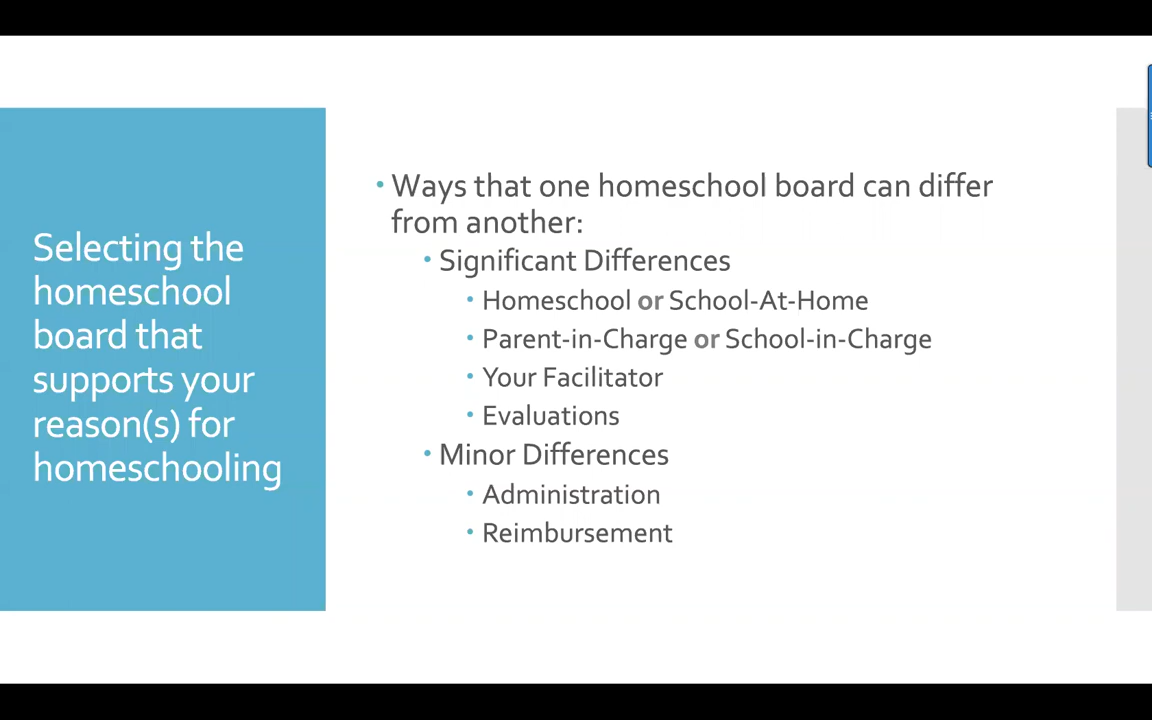 Selecting the
homeschool
board that
supports your
reason(s) for
homeschooling
• Ways that one homeschool board can differ
from another:
• Significant Differences
• Homeschool or School-At-Home
• Parent-in-Charge or School-in-Charge
• Your Facilitator
• Evaluations
• Minor Differences
• Administration
• Reimbursement